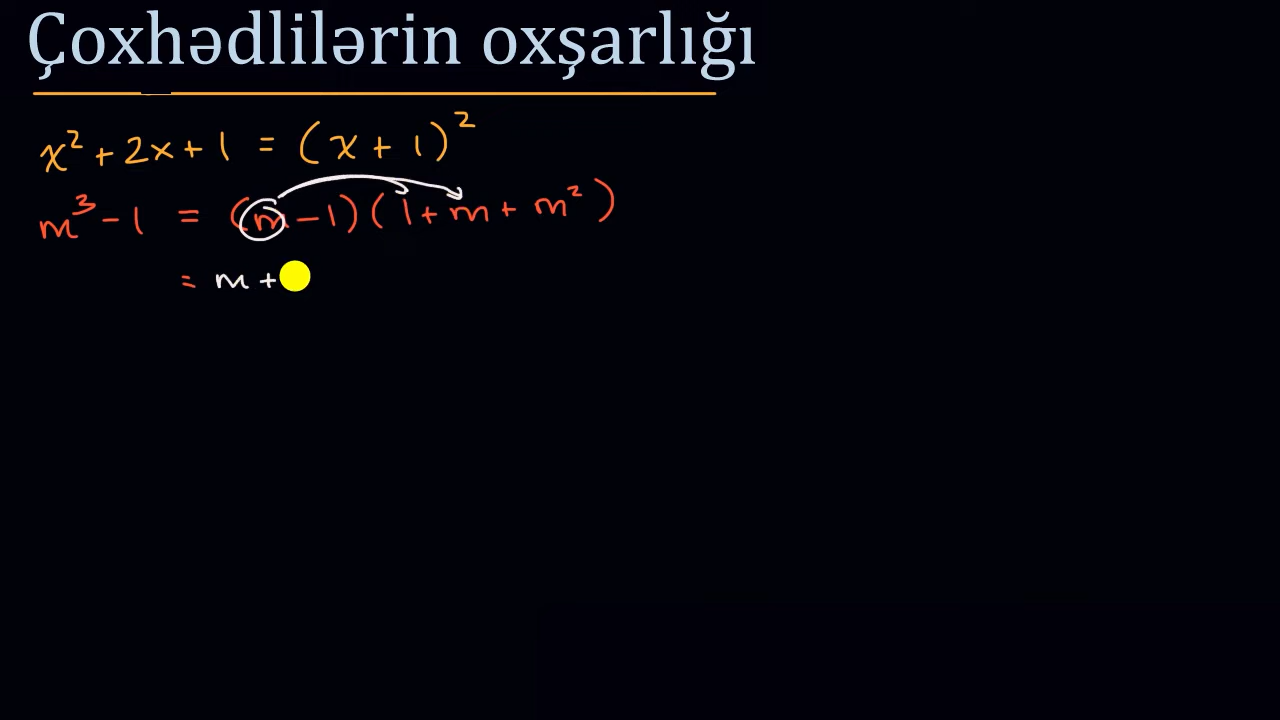 Çoxhədlilərin oxşarlığı
x² + 2x + 1 = (x + 1)²
m³ - 1 = (m - 1)(1 + m + m²)
= m +